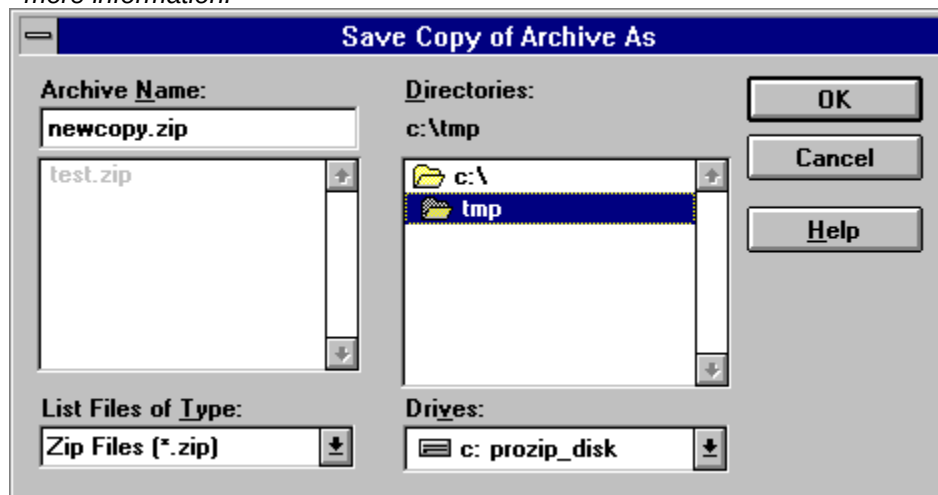 more information.
Save Copy of Archive As
Archive Name:
newcopy.zip
test.zip
List Files of Type:
Zip Files (*.zip)
Directories:
c:\tmp
c:\
tmp
Drives:
c: prozip_disk
OK
Cancel
Help